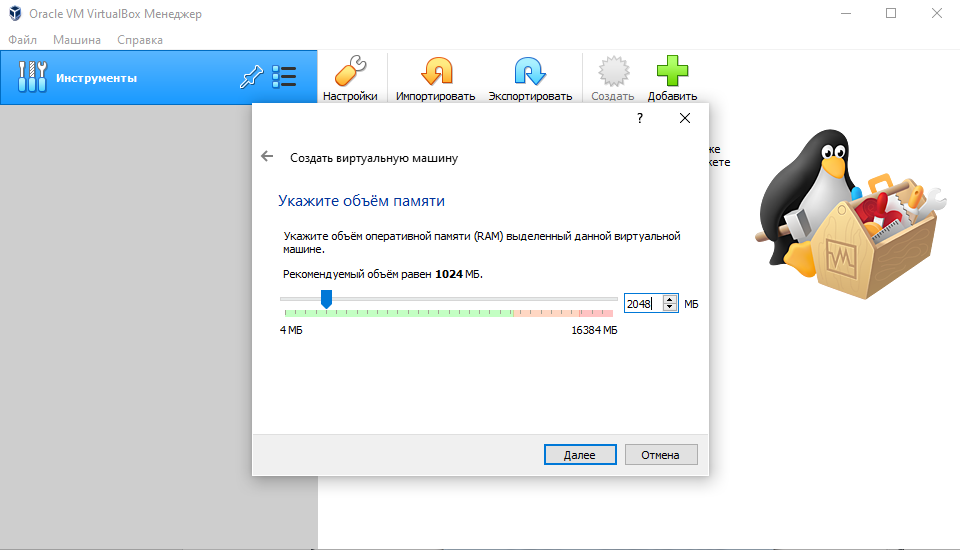 Oracle VM VirtualBox Менеджер
Файл Машина Справка
Инструменты
Настройки Импортировать Экспортировать Создать Добавить
?
Создать виртуальную машину
Укажите объём памяти
Укажите объём оперативной памяти (RAM) выделенный данной виртуальной
машине.
Рекомендуемый объём равен 1024 МБ.
2048 МБ
4 МБ 16384 МБ
Далее Отмена